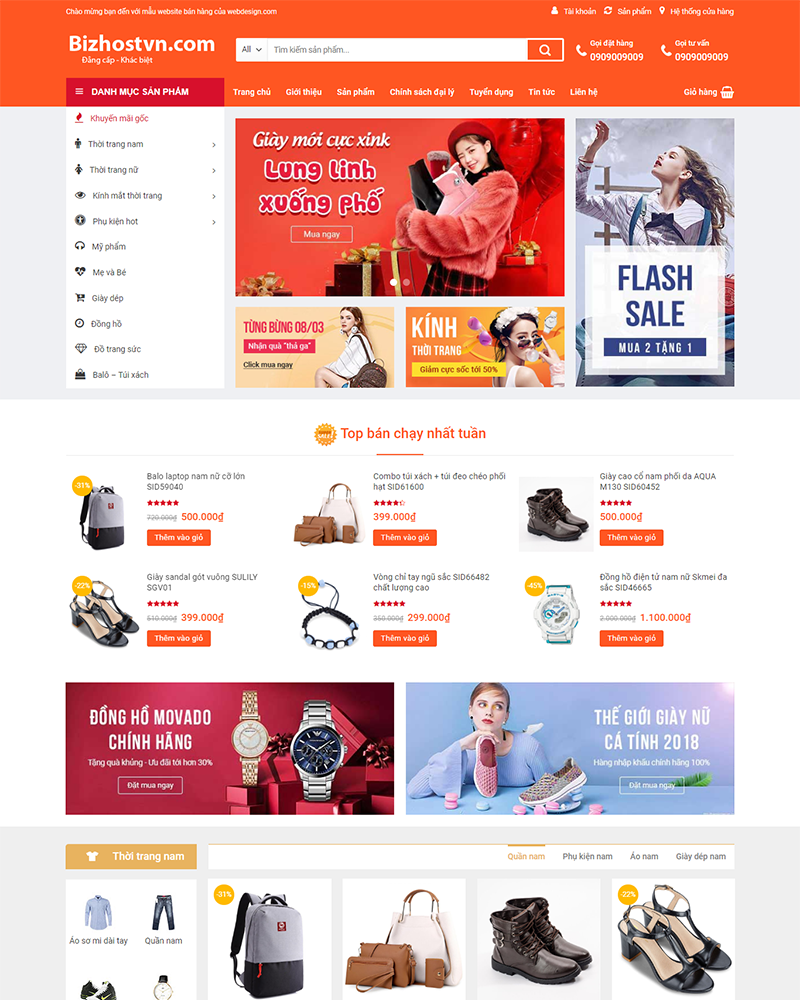 Chào mừng bạn đến với mẫu website bán hàng của webdesign.com
Tài khoản
Sản phẩm
Hệ thống cửa hàng
Bizhostvn.com
Đẳng cấp - Khác biệt
All
Tìm kiếm sản phẩm...
Gọi đặt hàng
0909009009
Gọi tư vấn
0909009009
DANH MỤC SẢN PHẨM
Trang chủ
Giới thiệu
Sản phẩm
Chính sách đại lý
Tuyển dụng
Tin tức
Liên hệ
Giỏ hàng
Khuyến mãi gốc
Thời trang nam
Thời trang nữ
Kính mắt thời trang
Phụ kiện hot
Mỹ phẩm
Mẹ và Bé
Giày dép
Đồng hồ
Đồ trang sức
Balô – Túi xách
Giày mới cực xinh
Lung linh
xuống phố
Mua ngay
TỪNG BỪNG 08/03
Nhận quà "thả ga"
Click mua ngay
KÍNH
THỜI TRANG
Giảm cực sốc tới 50%
FLASH
SALE
MUA 2 TẶNG 1
Top bán chạy nhất tuần
-31%
Balo laptop nam nữ cỡ lớn
SID59040
720.000₫ 500.000₫
Thêm vào giỏ
Combo túi xách + túi đeo chéo phối
hạt SID61600
399.000₫
Thêm vào giỏ
Giày cao cổ nam phối da AQUA
M130 SID60452
500.000₫
Thêm vào giỏ
-22%
Giày sandal gót vuông SULILY
SGV01
510.000₫ 399.000₫
Thêm vào giỏ
-15%
Vòng chỉ tay ngũ sắc SID66482
chất lượng cao
350.000₫ 299.000₫
Thêm vào giỏ
-45%
Đồng hồ điện tử nam nữ Skmei đa
sắc SID46665
2.000.000₫ 1.100.000₫
Thêm vào giỏ
ĐỒNG HỒ MOVADO
CHÍNH HÃNG
Tặng quà khủng - Ưu đãi tới hơn 30%
Đặt mua ngay
THẾ GIỚI GIÀY NỮ
CÁ TÍNH 2018
Hàng nhập khẩu chính hãng 100%
Đặt mua ngay
Thời trang nam
Quần nam
Phụ kiện nam
Áo nam
Giày dép nam
Áo sơ mi dài tay
Quần nam
-31%
-22%